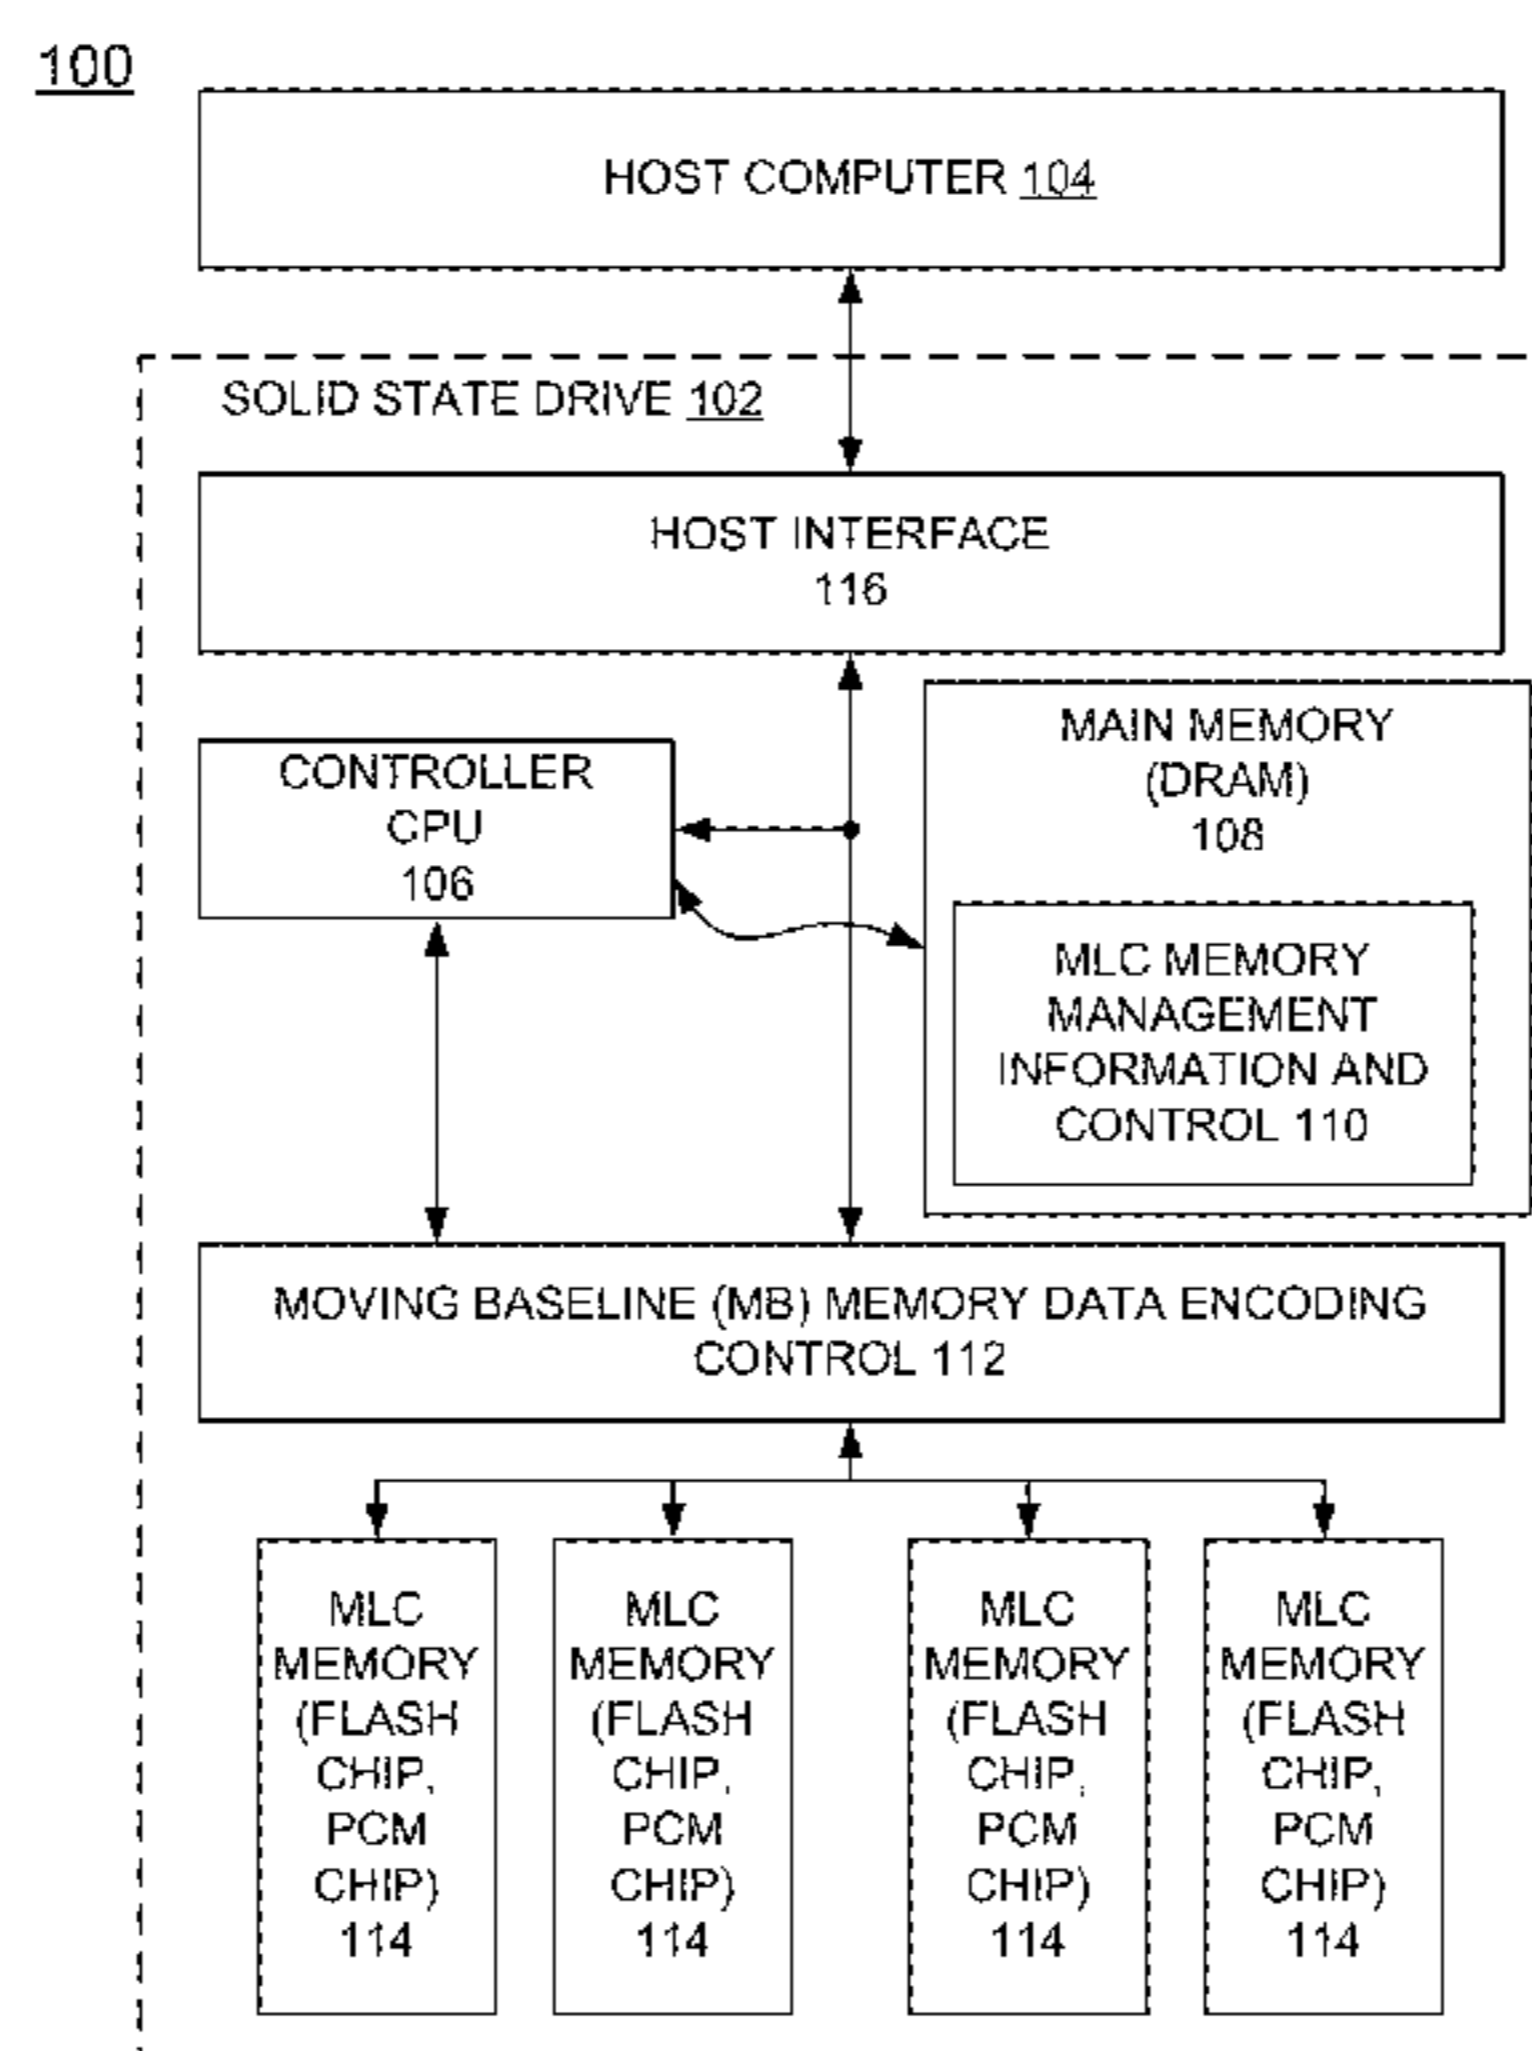 100
HOST COMPUTER 104
SOLID STATE DRIVE 102
HOST INTERFACE
116
CONTROLLER
CPU
106
MAIN MEMORY
(DRAM)
108
MLC MEMORY
MANAGEMENT
INFORMATION AND
CONTROL 110
MOVING BASELINE (MB) MEMORY DATA ENCODING
CONTROL 112
MLC
MEMORY
(FLASH
CHIP,
PCM
CHIP)
114
MLC
MEMORY
(FLASH
CHIP,
PCM
CHIP)
114
MLC
MEMORY
(FLASH
CHIP,
PCM
CHIP)
114
MLC
MEMORY
(FLASH
CHIP,
PCM
CHIP)
114